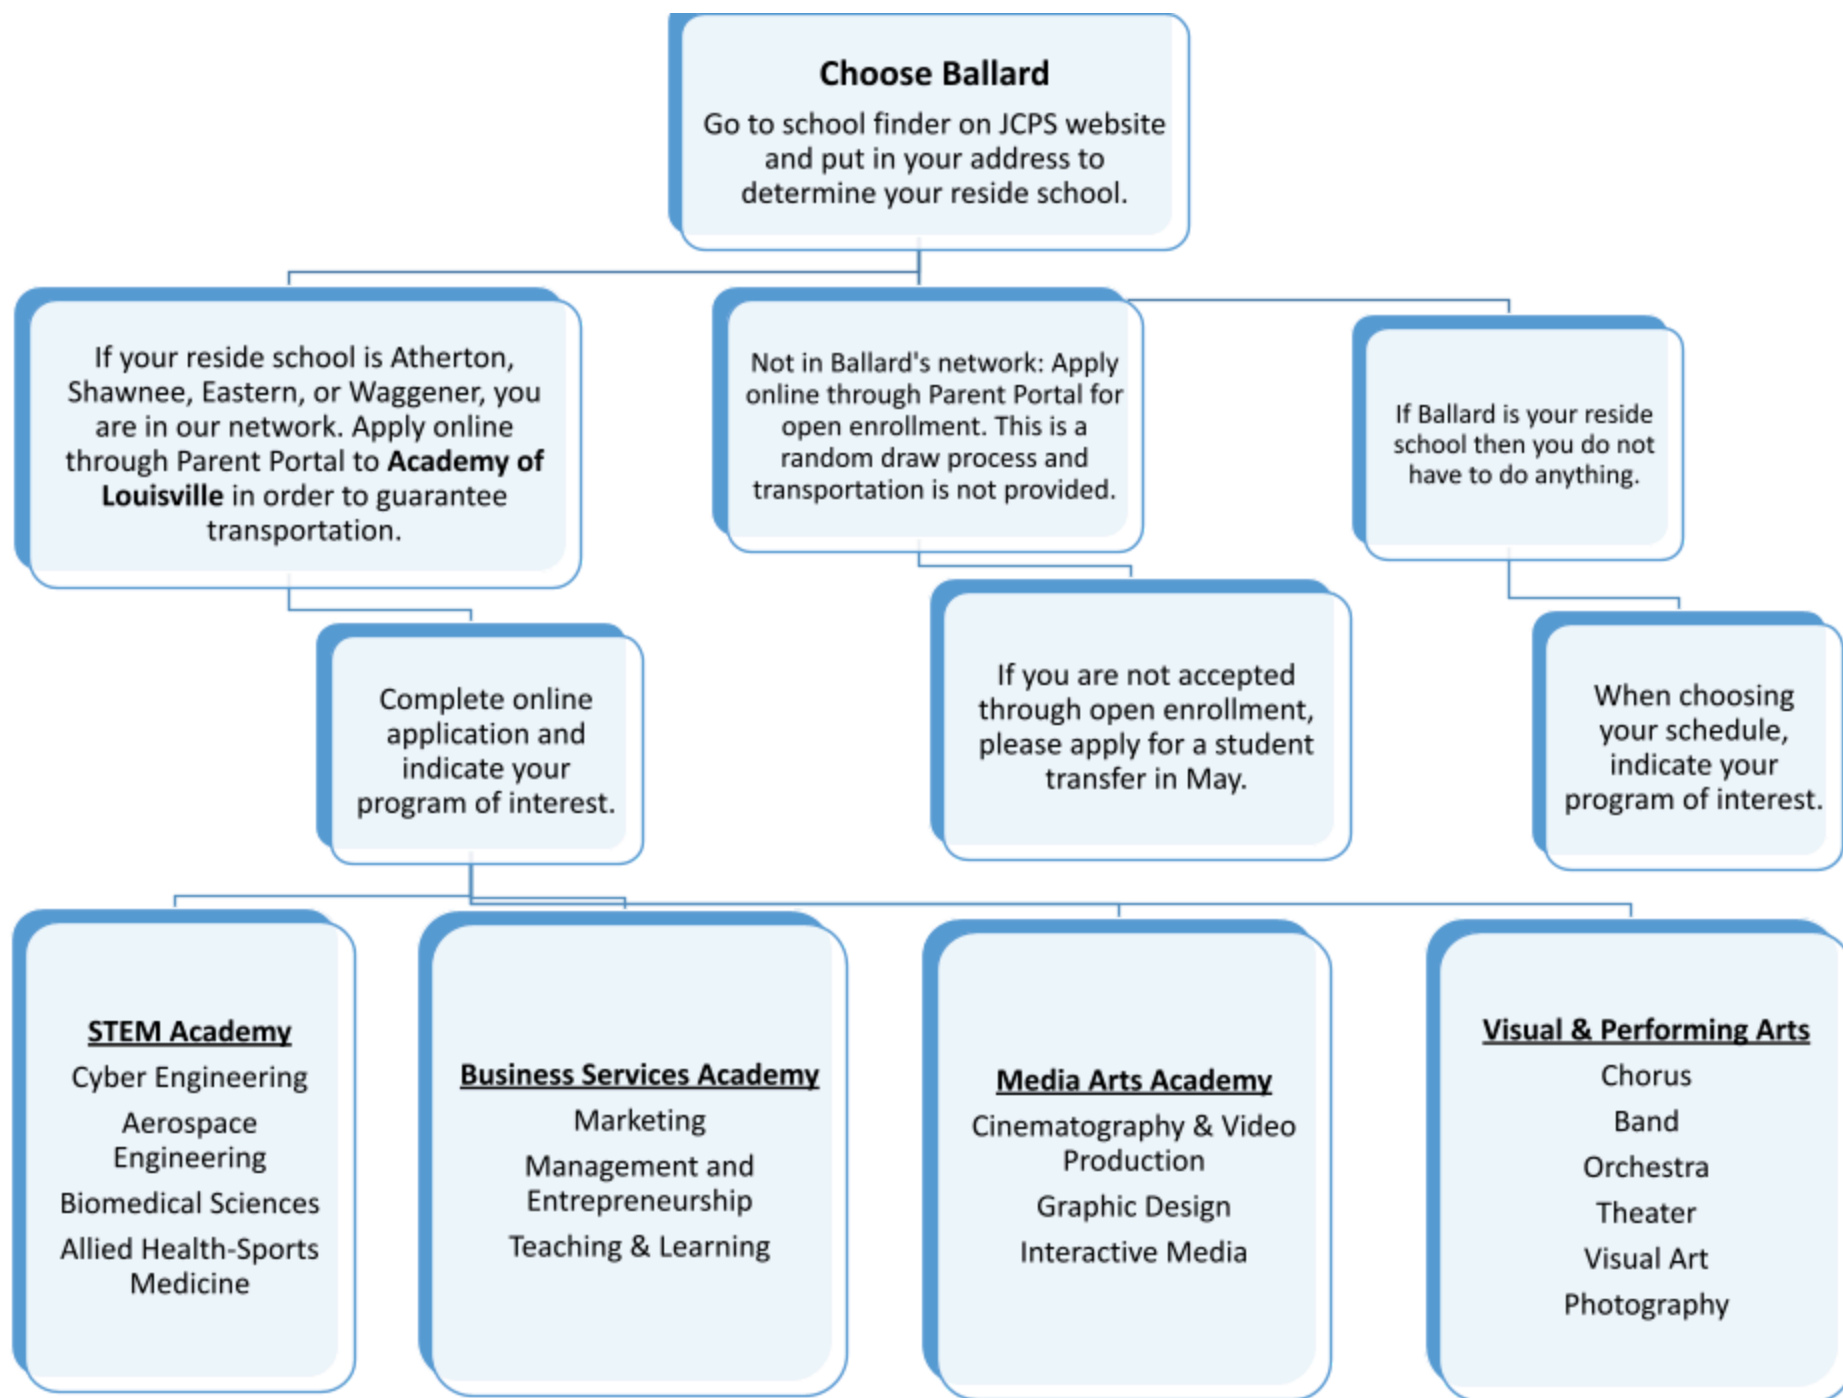 Choose Ballard
Go to school finder on JCPS website
and put in your address to
determine your reside school.
If your reside school is Atherton,
Shawnee, Eastern, or Waggener, you
are in our network. Apply online
through Parent Portal to Academy of
Louisville in order to guarantee
transportation.
Not in Ballard's network: Apply
online through Parent Portal for
open enrollment. This is a
random draw process and
transportation is not provided.
If Ballard is your reside
school then you do not
have to do anything.
Complete online
application and
indicate your
program of interest.
If you are not accepted
through open enrollment,
please apply for a student
transfer in May.
When choosing
your schedule,
indicate your
program of interest.
STEM Academy
Cyber Engineering
Aerospace
Engineering
Biomedical Sciences
Allied Health-Sports
Medicine
Business Services Academy
Marketing
Management and
Entrepreneurship
Teaching & Learning
Media Arts Academy
Cinematography & Video
Production
Graphic Design
Interactive Media
Visual & Performing Arts
Chorus
Band
Orchestra
Theater
Visual Art
Photography